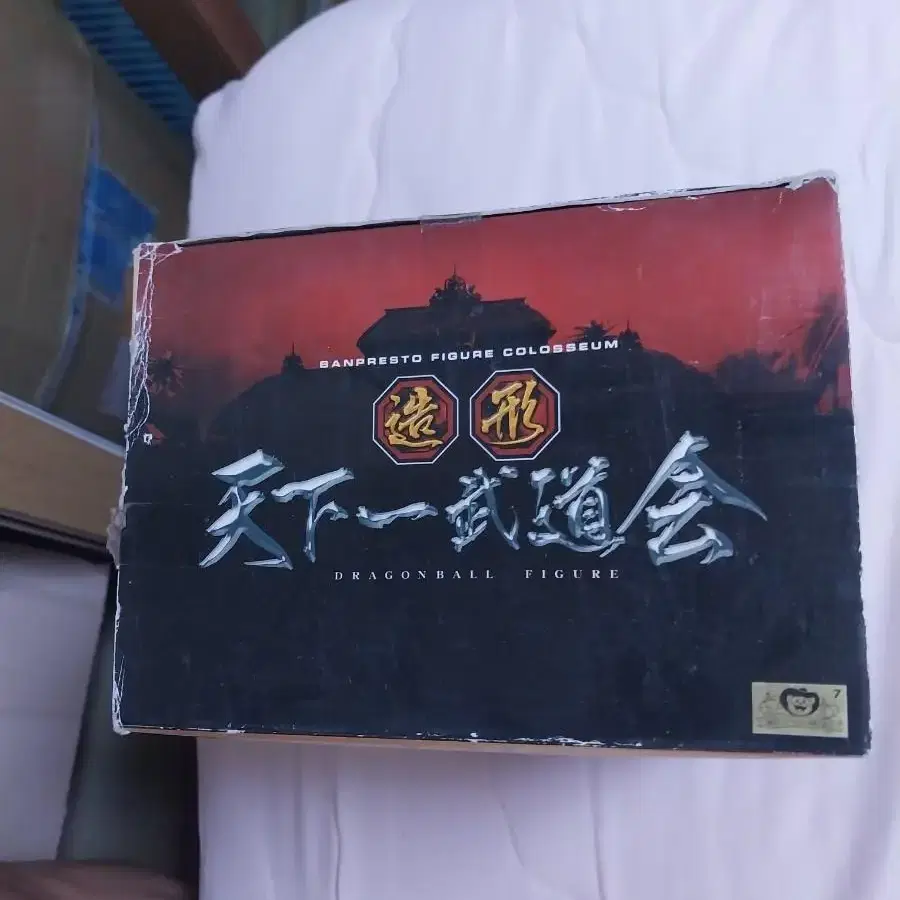 BANPRESTO FIGURE COLOSSEUM
造形
天下一武道会
DRAGONBALL FIGURE
7